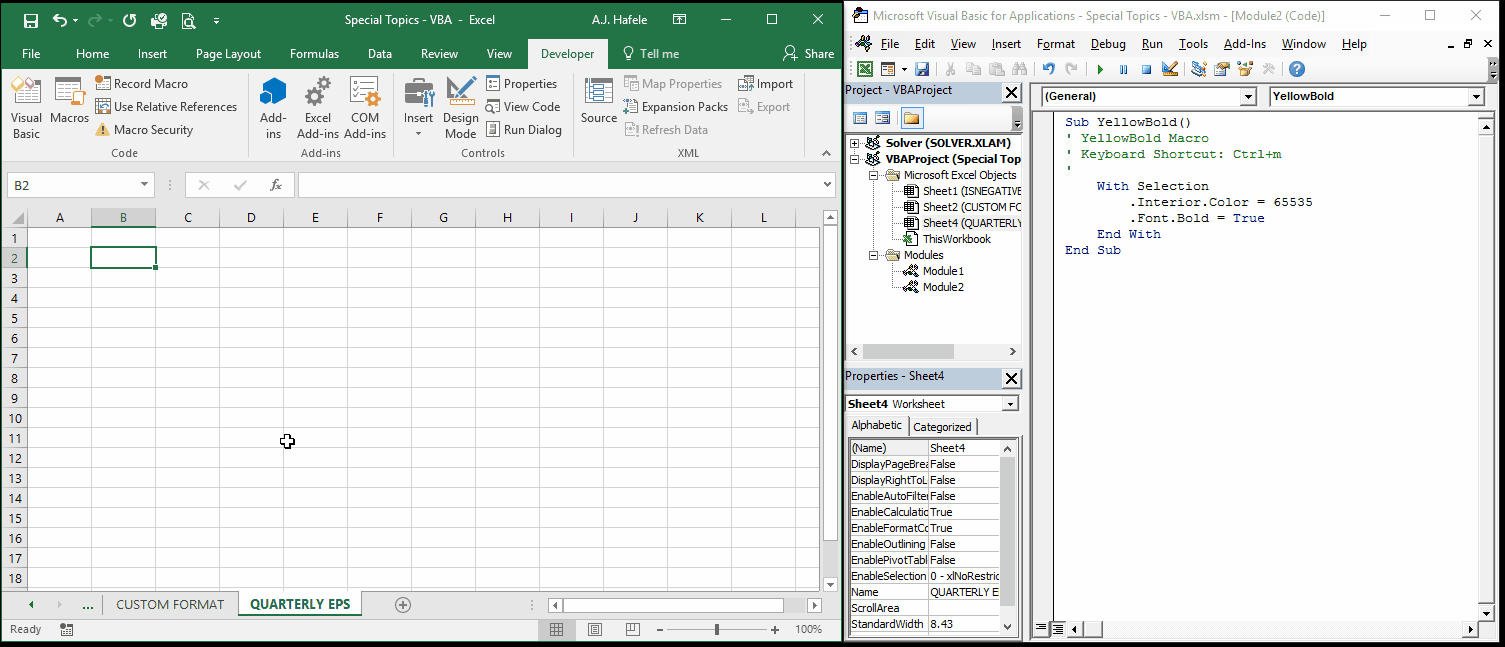 Special Topics - VBA - Excel
A.J. Hafele
File Home Insert Page Layout Formulas Data Review View Developer Tell me Share
Visual Basic
Macros
Record Macro
Use Relative References
Macro Security
Code
Add-ins
Excel Add-ins
COM Add-ins
Add-ins
Insert
Design Mode
Properties
View Code
Run Dialog
Controls
Source
Map Properties
Expansion Packs
Refresh Data
Import
Export
XML
B2
fx
A B C D E F G H I J K L
1
2
3
4
5
6
7
8
9
10
11
12
13
14
15
16
17
18
... CUSTOM FORMAT QUARTERLY EPS
Ready
100%
Microsoft Visual Basic for Applications - Special Topics - VBA.xlsm - [Module2 (Code)]
File Edit View Insert Format Debug Run Tools Add-Ins Window Help
Project - VBAProject
Solver (SOLVER.XLAM)
VBAProject (Special Top
Microsoft Excel Objects
Sheet1 (ISNEGATIVE
Sheet2 (CUSTOM FO
Sheet4 (QUARTERLY
ThisWorkbook
Modules
Module1
Module2
Properties - Sheet4
Sheet4 Worksheet
Alphabetic Categorized
(Name) Sheet4
DisplayPageBrea False
DisplayRightToL False
EnableAutoFilte False
EnableCalculatio True
EnableFormatCo True
EnableOutlining False
EnablePivotTabl False
EnableSelection 0 - xlNoRestric
Name QUARTERLY E
ScrollArea
StandardWidth 8.43
(General) YellowBold
Sub YellowBold()
' YellowBold Macro
' Keyboard Shortcut: Ctrl+m
'
With Selection
.Interior.Color = 65535
.Font.Bold = True
End With
End Sub